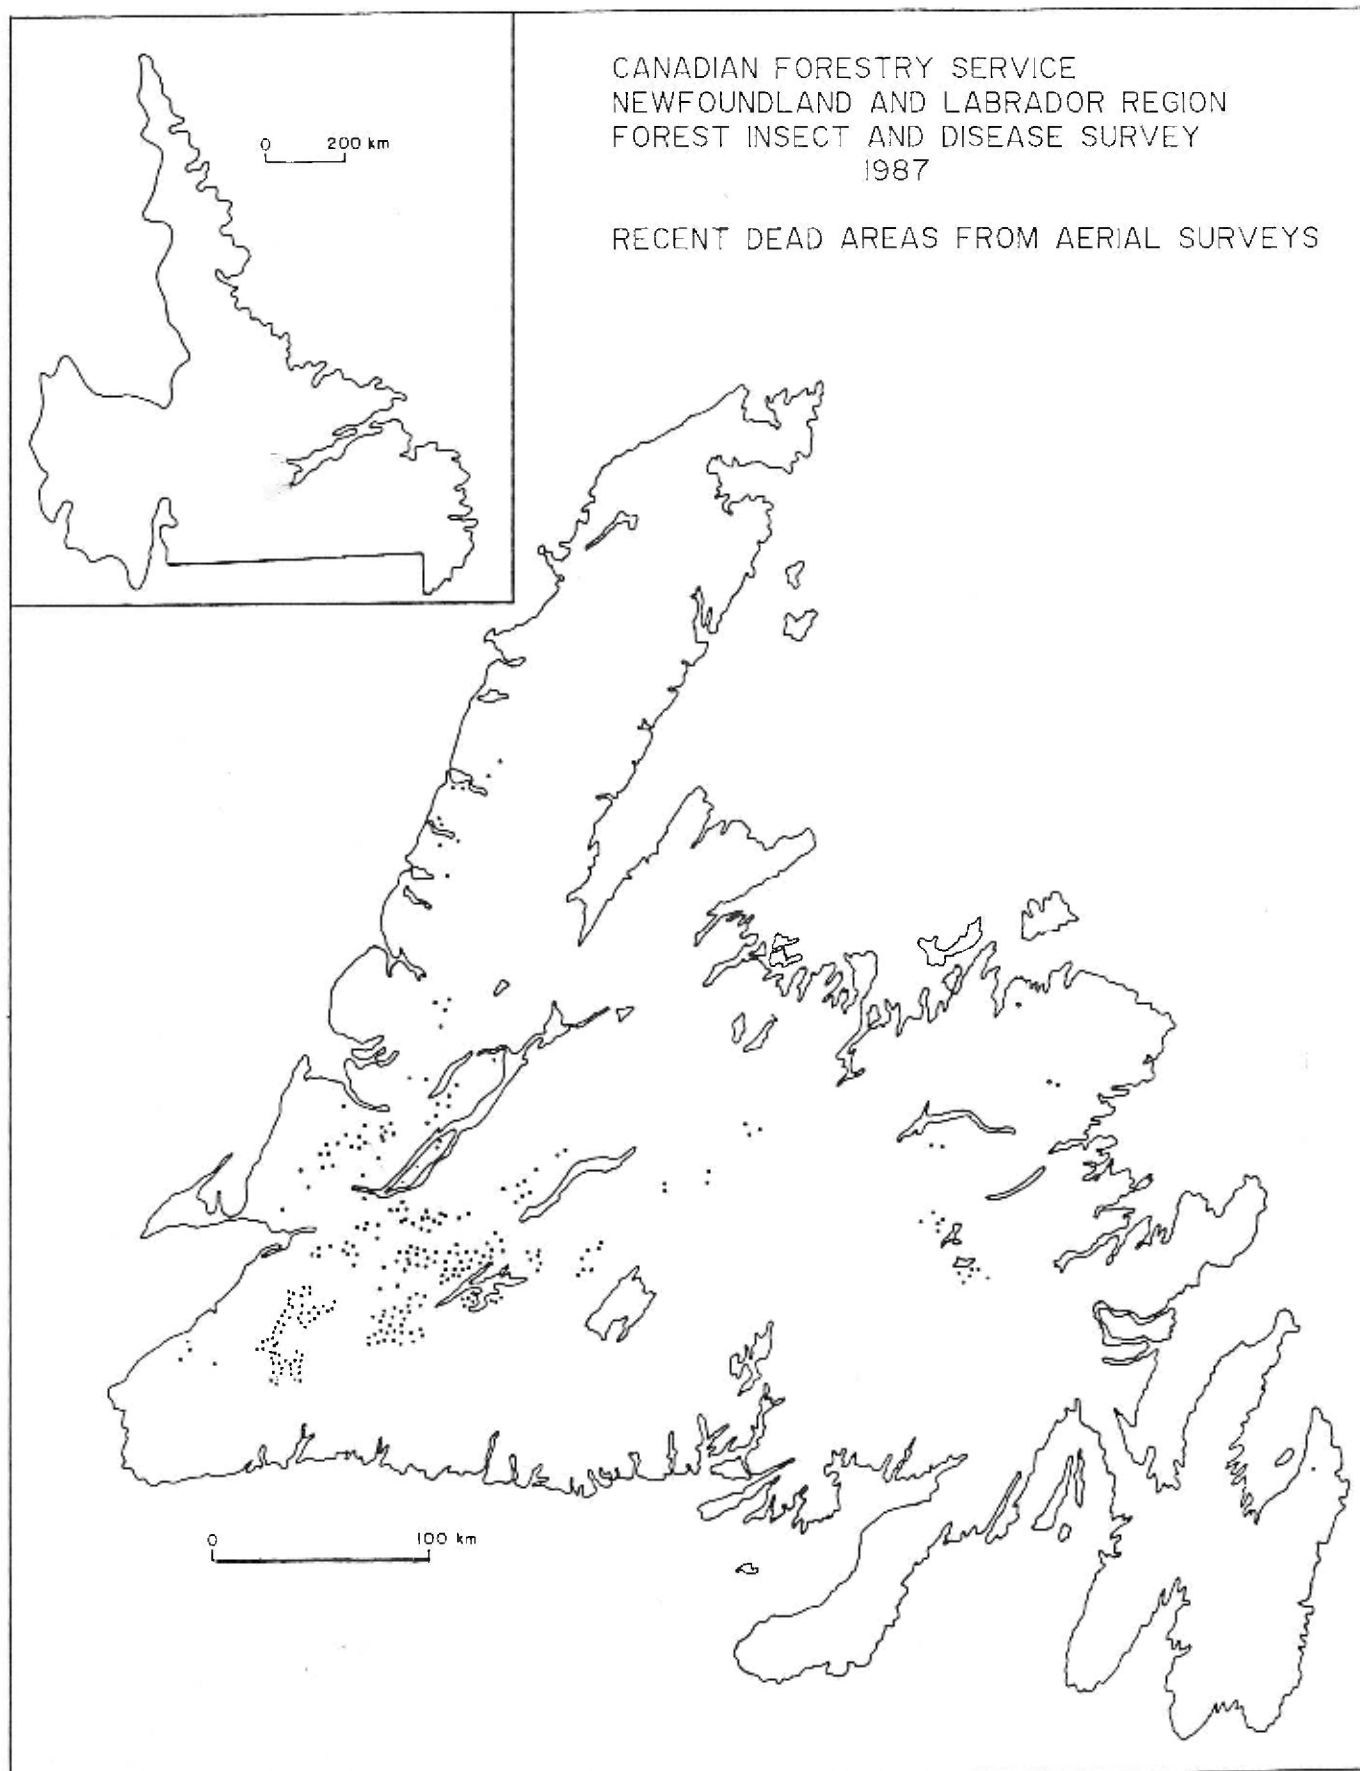 CANADIAN FORESTRY SERVICE
NEWFOUNDLAND AND LABRADOR REGION
FOREST INSECT AND DISEASE SURVEY
1987
RECENT DEAD AREAS FROM AERIAL SURVEYS
0 200 km
0 100 km